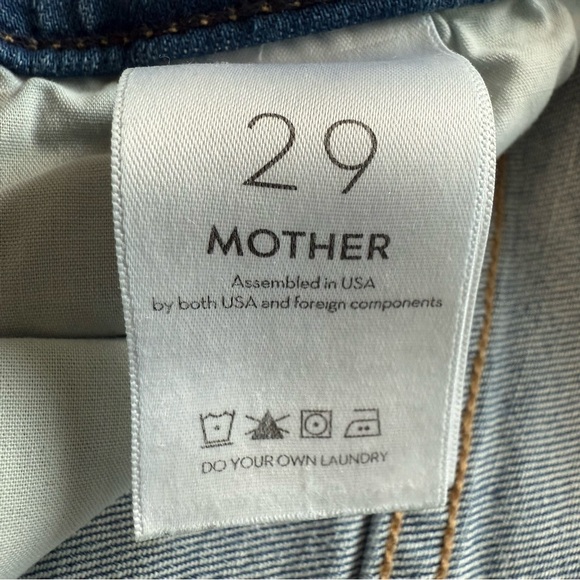 29
MOTHER
Assembled in USA
by both USA and foreign components
DO YOUR OWN LAUNDRY